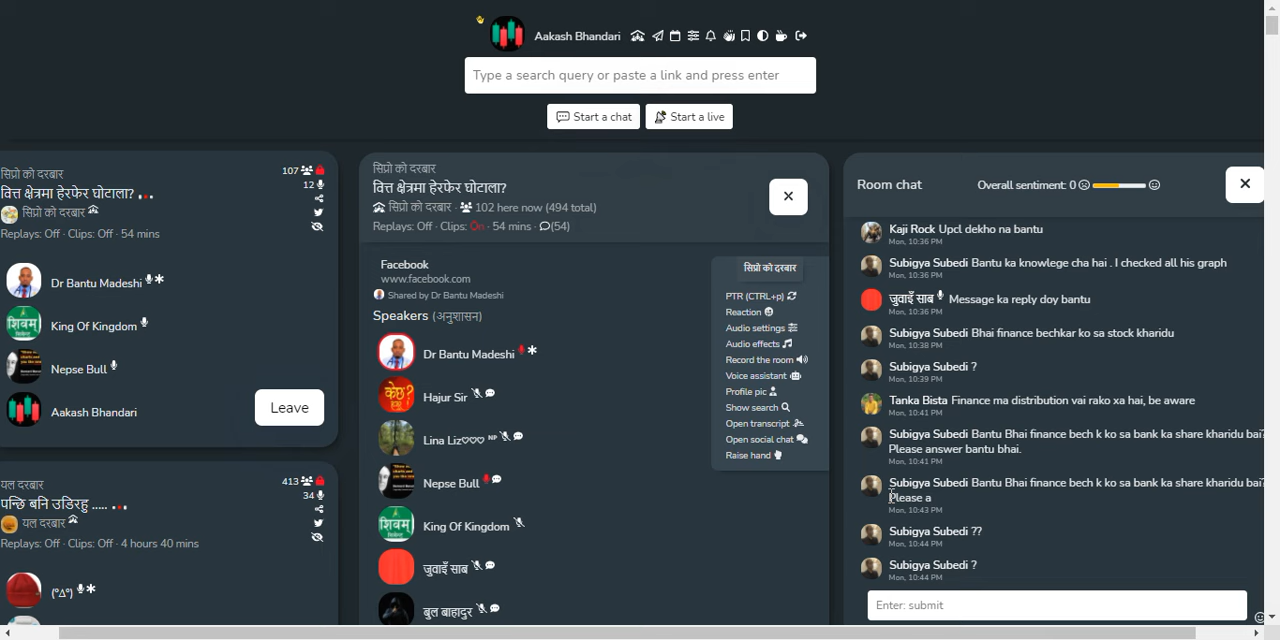 Aakash Bhandari
Type a search query or paste a link and press enter
Start a chat
Start a live
सिप्रो को दरबार
107
वित्त क्षेत्रमा हेरफेर घोटाला?
12
सिप्रो को दरबार
Replays: Off · Clips: Off · 54 mins
Dr Bantu Madeshi
King Of Kingdom
Nepse Bull
Aakash Bhandari
Leave
यल दरबार
413
34
पन्छि बनि उडिरहु .....
यल दरबार
Replays: Off · Clips: Off · 4 hours 40 mins
(°∆°)
सिप्रो को दरबार
वित्त क्षेत्रमा हेरफेर घोटाला?
सिप्रो को दरबार · 102 here now (494 total)
Replays: Off · Clips: On · 54 mins · (54)
Facebook
www.facebook.com
Shared by Dr Bantu Madeshi
Speakers (अनुशासन)
Dr Bantu Madeshi
केछ?
Hajur Sir
Lina Liz♡♡♡ NP
Nepse Bull
शिवम्
King Of Kingdom
जुवाइँ साब
बुल बाहादुर
सिप्रो को दरबार
PTR (CTRL+p)
Reaction
Audio settings
Audio effects
Record the room
Voice assistant
Profile pic
Show search
Open transcript
Open social chat
Raise hand
Room chat
Overall sentiment: 0
Kaji Rock Upcl dekho na bantu
Mon, 10:36 PM
Subigya Subedi Bantu ka knowlege cha hai . I checked all his graph
Mon, 10:36 PM
जुवाइँ साब Message ka reply doy bantu
Mon, 10:36 PM
Subigya Subedi Bhai finance bechkar ko sa stock kharidu
Mon, 10:38 PM
Subigya Subedi ?
Mon, 10:39 PM
Tanka Bista Finance ma distribution vai rako xa hai, be aware
Mon, 10:41 PM
Subigya Subedi Bantu Bhai finance bech k ko sa bank ka share kharidu bai?
Please answer bantu bhai.
Mon, 10:41 PM
Subigya Subedi Bantu Bhai finance bech k ko sa bank ka share kharidu bai?
Please a
Mon, 10:43 PM
Subigya Subedi ??
Mon, 10:44 PM
Subigya Subedi ?
Mon, 10:44 PM
Enter: submit